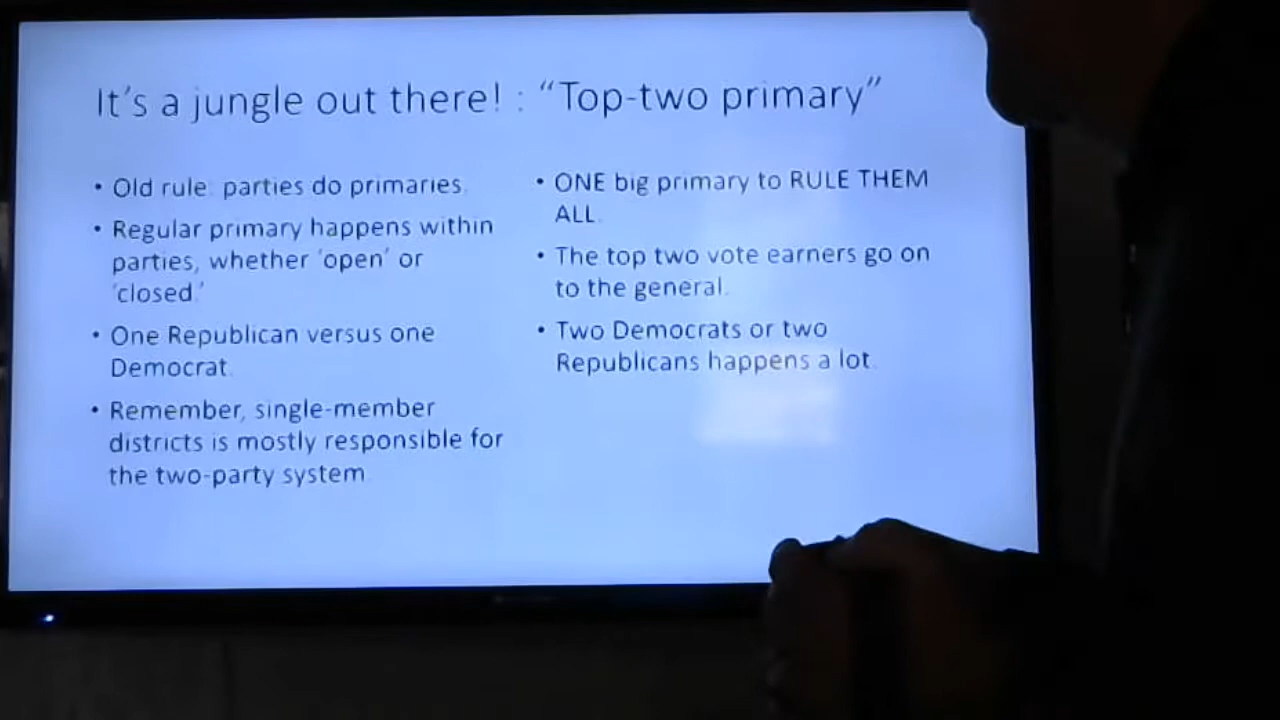 It's a jungle out there! : “Top-two primary”
• Old rule: parties do primaries.
• Regular primary happens within
parties, whether ‘open’ or
‘closed.’
• One Republican versus one
Democrat.
• Remember, single-member
districts is mostly responsible for
the two-party system.
• ONE big primary to RULE THEM
ALL.
• The top two vote earners go on
to the general.
• Two Democrats or two
Republicans happens a lot.